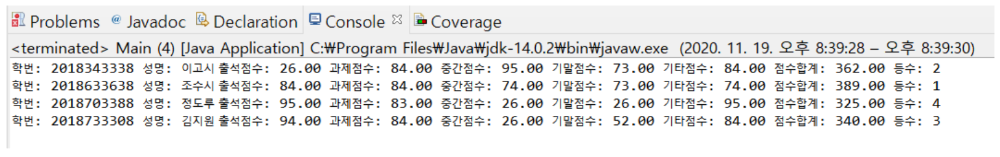 Problems @ Javadoc Declaration Console Coverage
<terminated> Main (4) [Java Application] C:₩Program Files₩Java₩jdk-14.0.2₩bin₩javaw.exe (2020. 11. 19. 오후 8:39:28 – 오후 8:39:30)
학번: 2018343338 성명: 이고시 출석점수: 26.00 과제점수: 84.00 중간점수: 95.00 기말점수: 73.00 기타점수: 84.00 점수합계: 362.00 등수: 2
학번: 2018633638 성명: 조수시 출석점수: 84.00 과제점수: 84.00 중간점수: 74.00 기말점수: 73.00 기타점수: 74.00 점수합계: 389.00 등수: 1
학번: 2018703388 성명: 정도루 출석점수: 95.00 과제점수: 83.00 중간점수: 26.00 기말점수: 26.00 기타점수: 95.00 점수합계: 325.00 등수: 4
학번: 2018733308 성명: 김지원 출석점수: 94.00 과제점수: 84.00 중간점수: 26.00 기말점수: 52.00 기타점수: 84.00 점수합계: 340.00 등수: 3